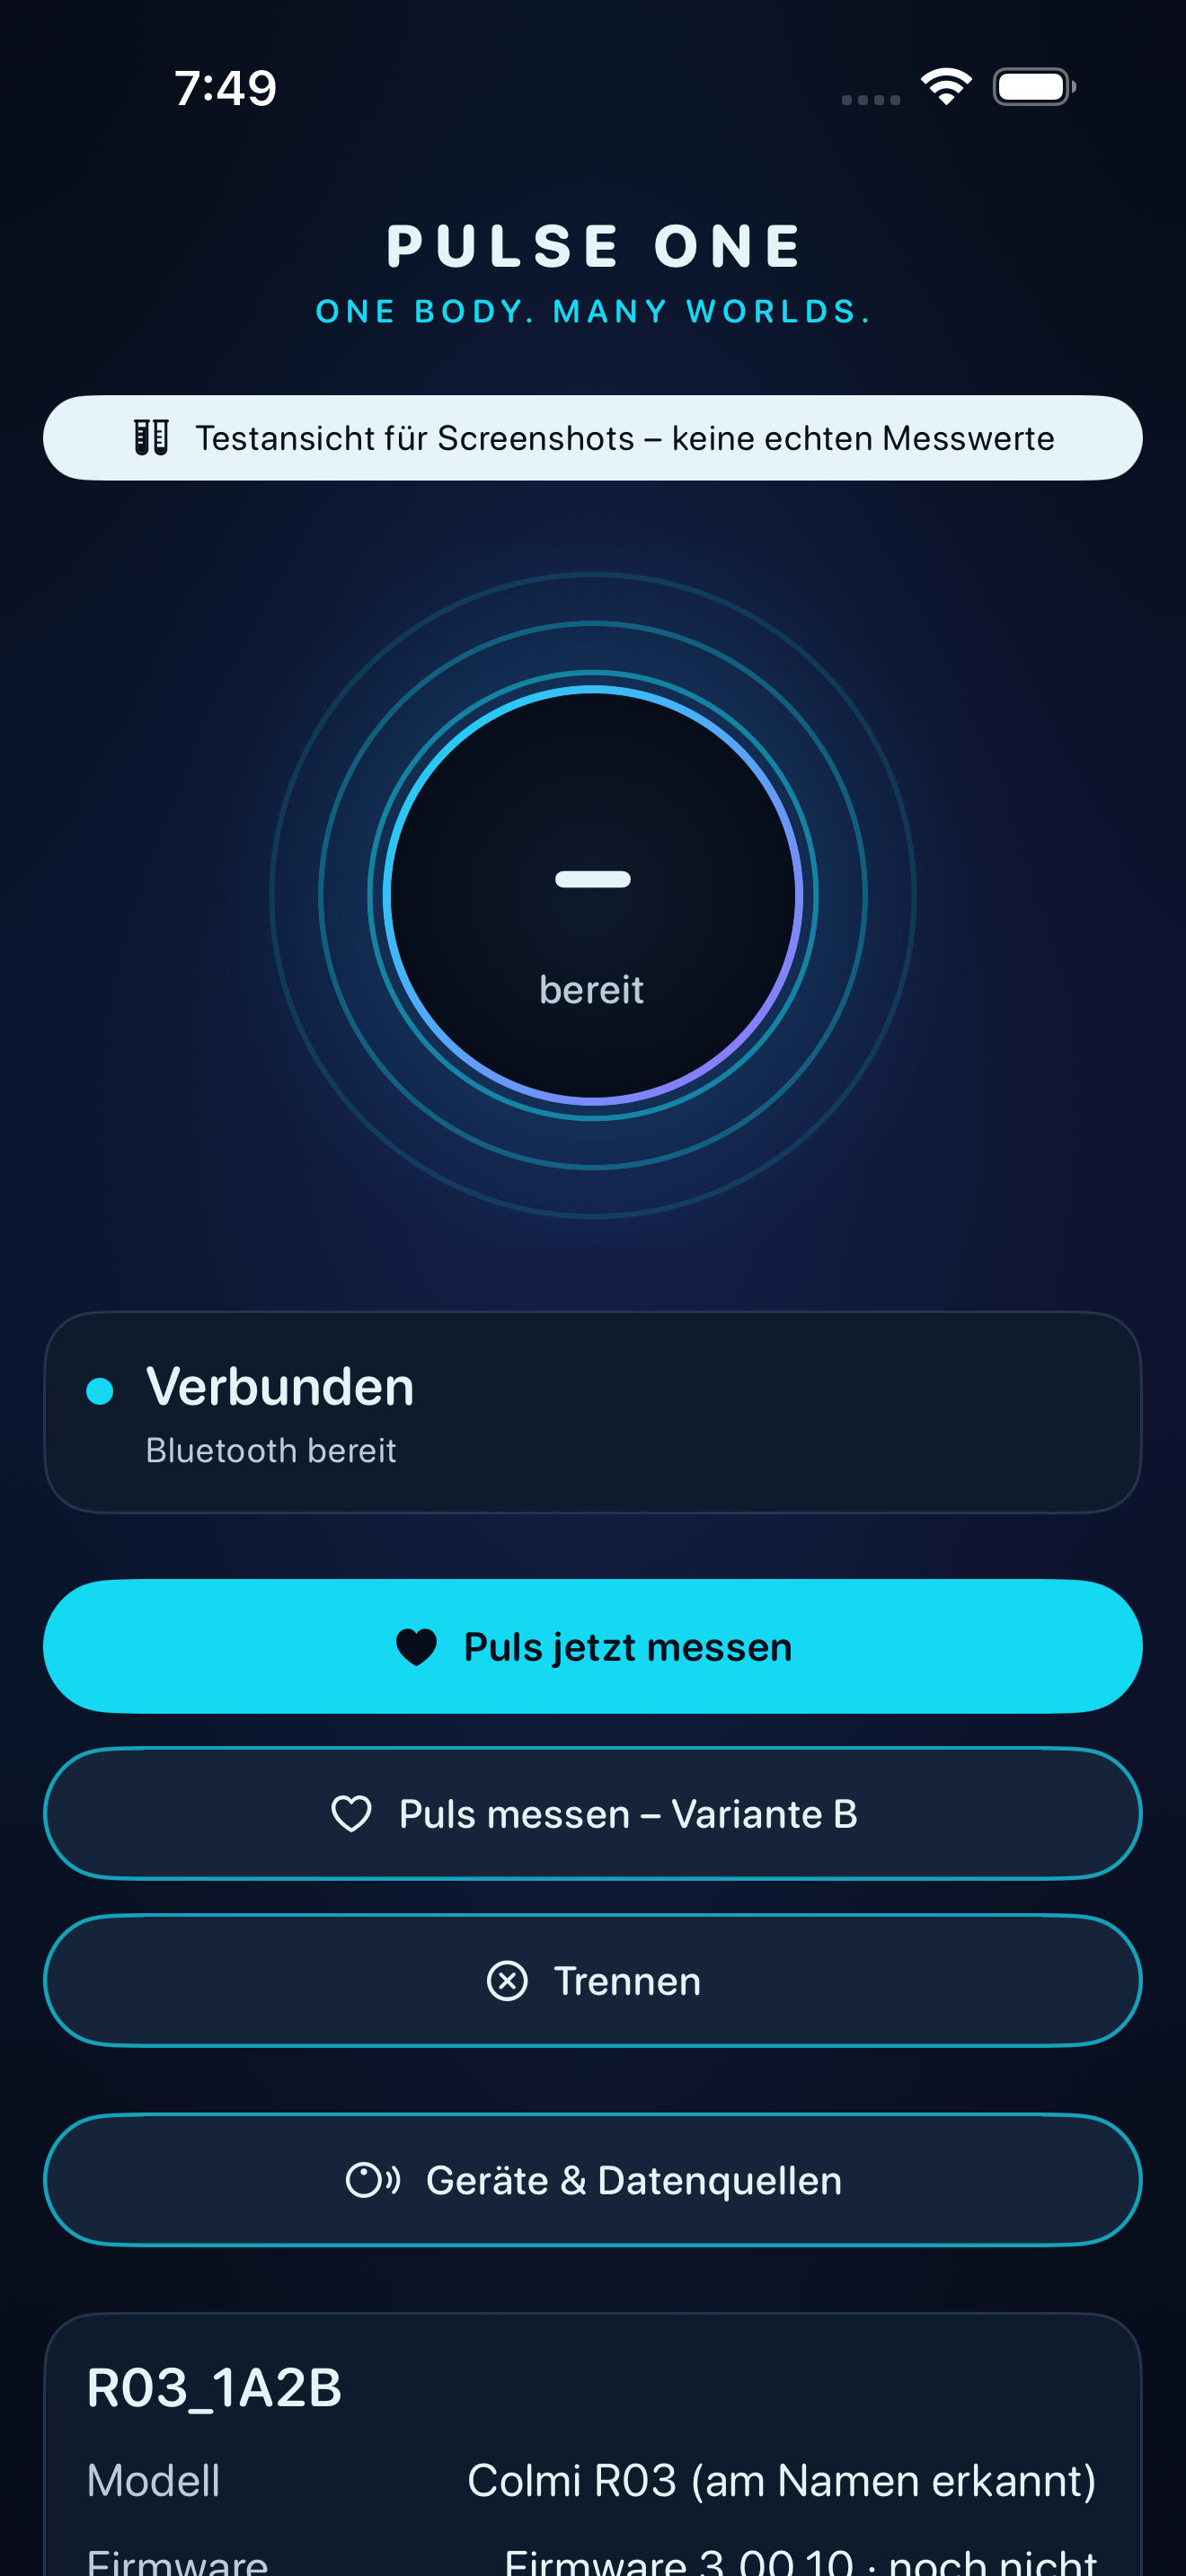 7:49
PULSE ONE
ONE BODY. MANY WORLDS.
Testansicht für Screenshots – keine echten Messwerte
–
bereit
Verbunden
Bluetooth bereit
Puls jetzt messen
Puls messen – Variante B
Trennen
Geräte & Datenquellen
R03_1A2B
Modell Colmi R03 (am Namen erkannt)
Firmware Firmware 3.00.10 · noch nicht